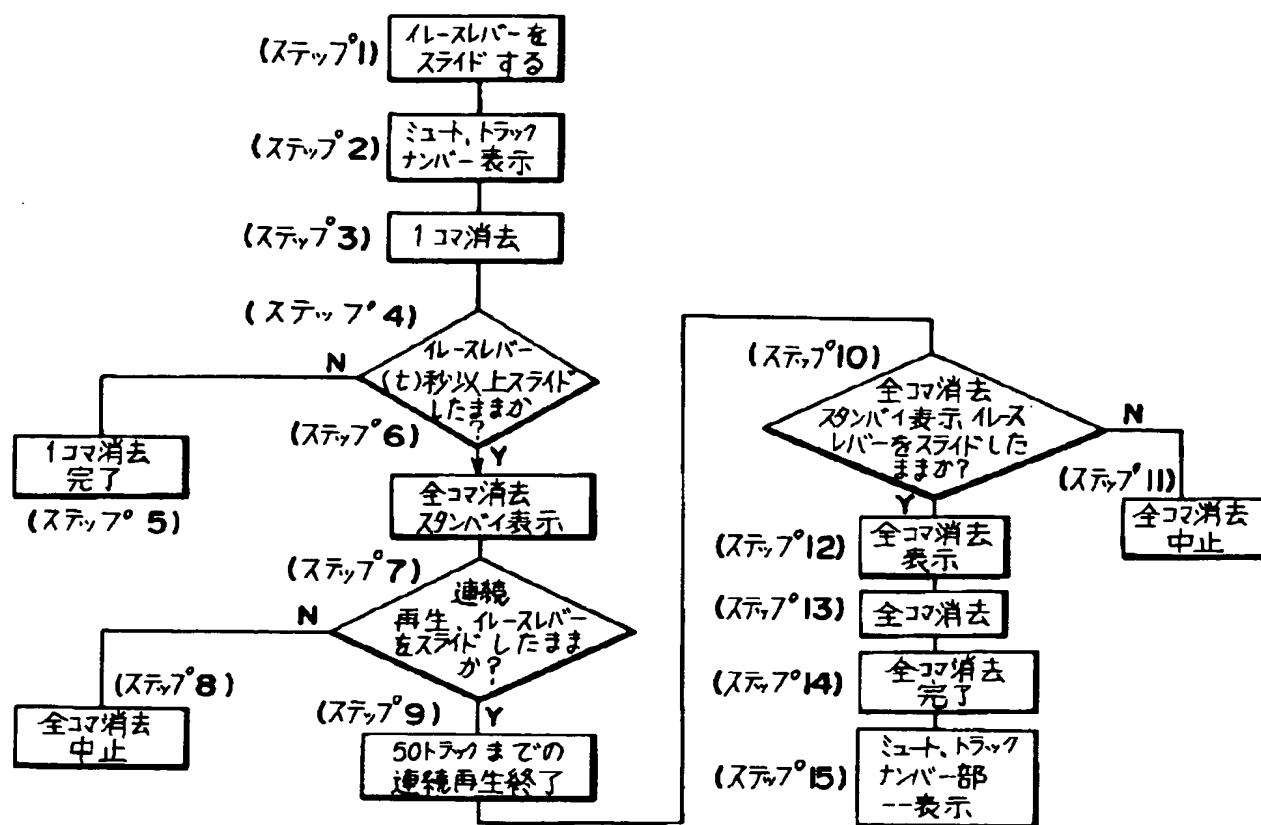 (ステップ1)
イレースレバーを
スライドする
(ステップ2)
ミュート、トラック
ナンバー表示
(ステップ3)
1コマ消去
(ステップ4)
イレースレバー
(t)秒以上スライド
したままか
?
N
Y
1コマ消去
完了
(ステップ5)
(ステップ6)
全コマ消去
スタンバイ表示
(ステップ7)
連続
再生、イレースレバー
をスライドしたまま
か?
N
Y
(ステップ8)
全コマ消去
中止
(ステップ9)
50トラックまでの
連続再生終了
(ステップ10)
全コマ消去
スタンバイ表示、イレース
レバーをスライドした
ままか?
N
Y
(ステップ11)
全コマ消去
中止
(ステップ12)
全コマ消去
表示
(ステップ13)
全コマ消去
(ステップ14)
全コマ消去
完了
(ステップ15)
ミュート、トラック
ナンバー部
--表示